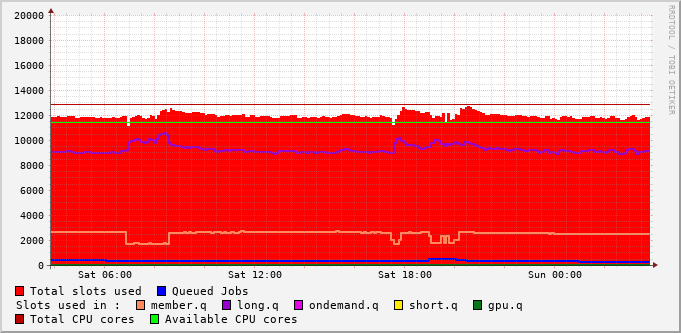 20000
18000
16000
14000
12000
10000
8000
6000
4000
2000
0
Sat 06:00 Sat 12:00 Sat 18:00 Sun 00:00
Total slots used Queued Jobs
Slots used in : member.q long.q ondemand.q short.q gpu.q
Total CPU cores Available CPU cores
RRDTOOL / TOBI OETIKER